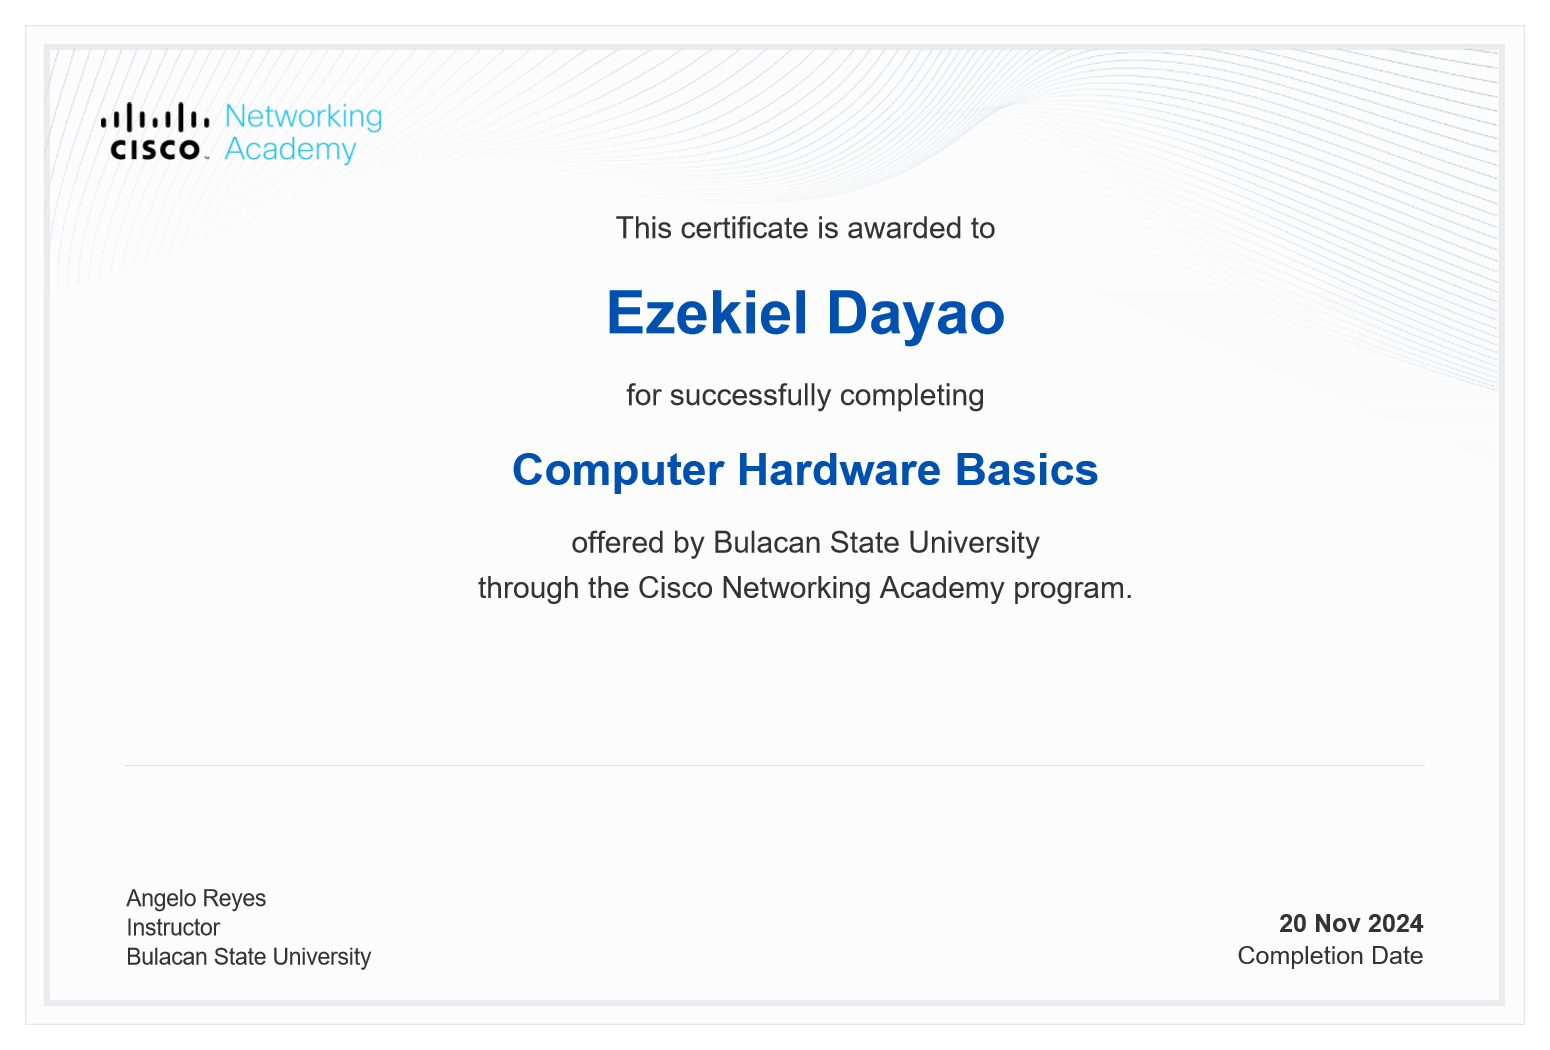 Networking
CISCO™ Academy
This certificate is awarded to
Ezekiel Dayao
for successfully completing
Computer Hardware Basics
offered by Bulacan State University
through the Cisco Networking Academy program.
Angelo Reyes
Instructor
Bulacan State University
20 Nov 2024
Completion Date